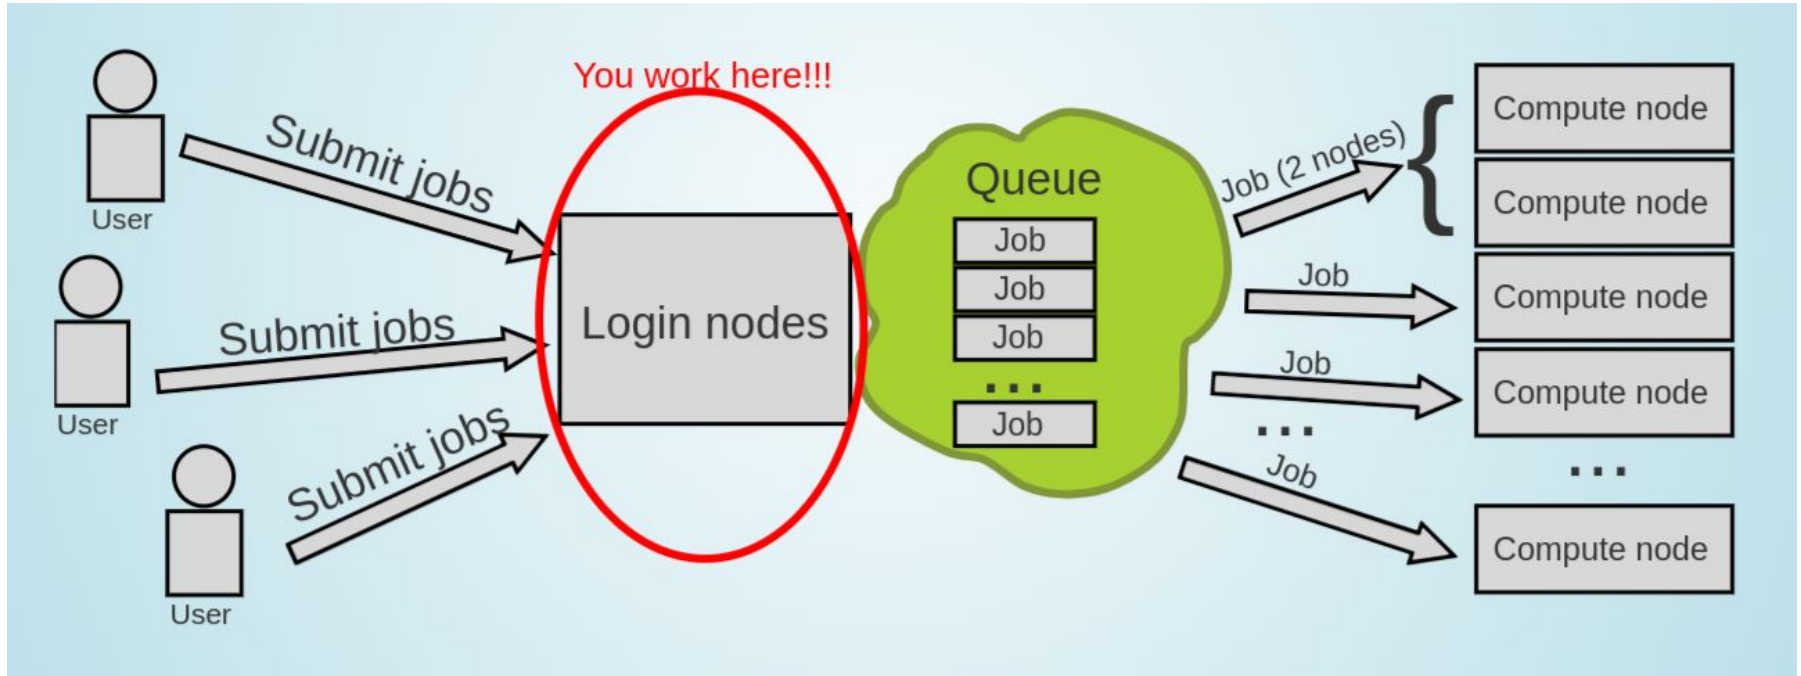 You work here!!!
Submit jobs
User
Submit jobs
User
Submit jobs
User
Login nodes
Queue
Job
Job
Job
...
Job
Job (2 nodes)
{
Job
Job
...
Job
Compute node
Compute node
Compute node
Compute node
...
Compute node